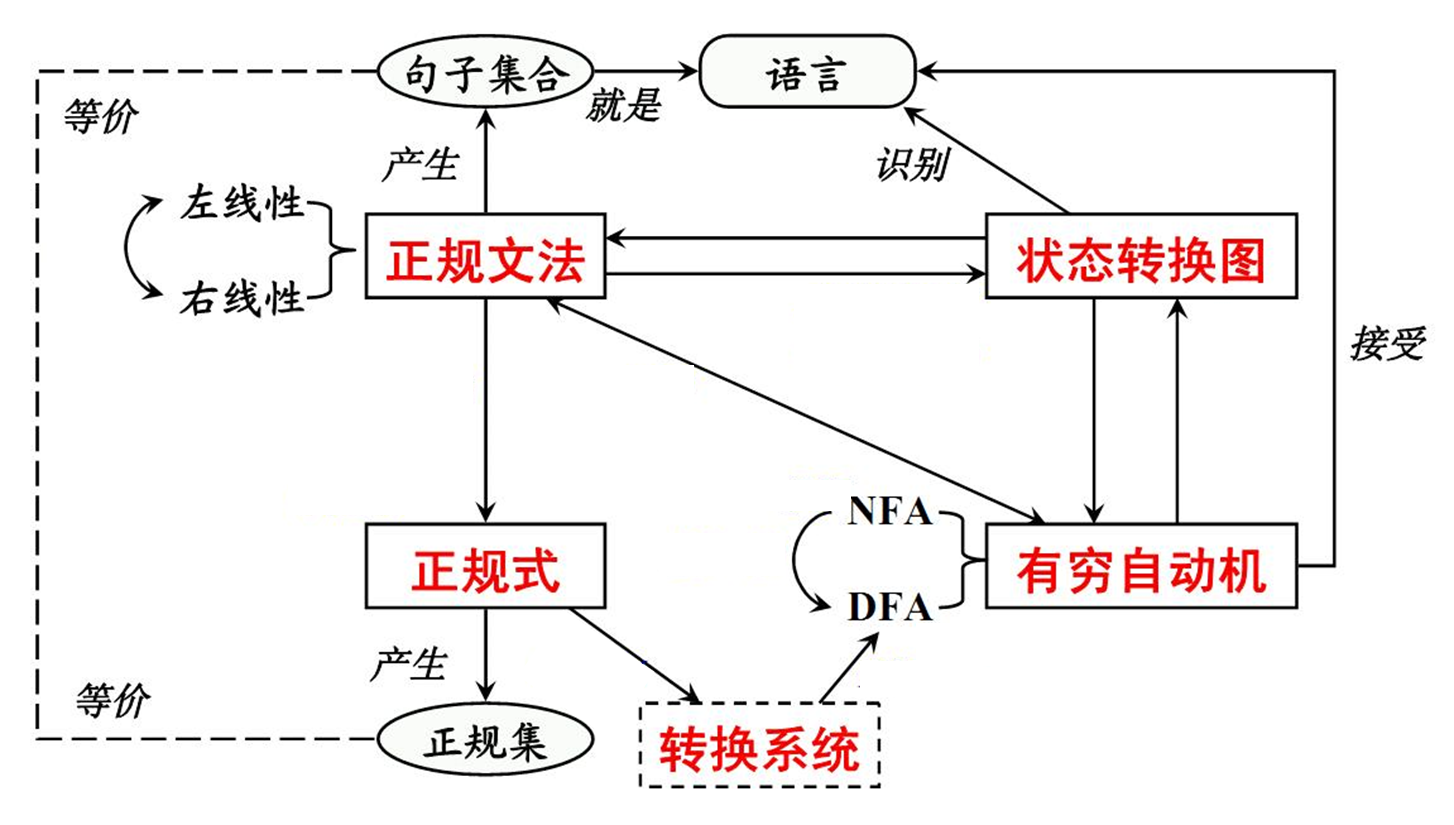 句子集合
语言
就是
等价
产生
识别
左线性
正规文法
状态转换图
右线性
接受
NFA
正规式
有穷自动机
DFA
产生
等价
正规集
转换系统